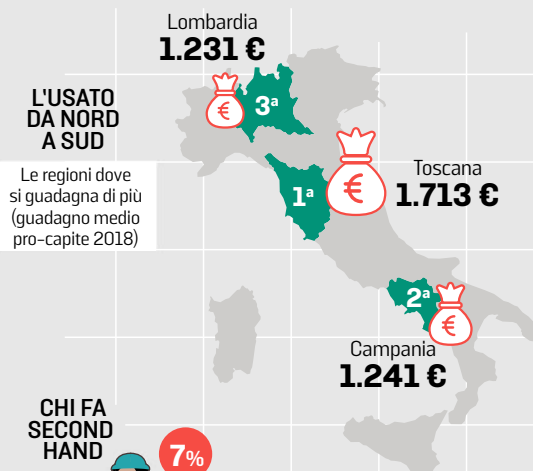 Lombardia
1.231 €
L'USATO
DA NORD
A SUD
3ª
€
Le regioni dove
si guadagna di più
(guadagno medio
pro-capite 2018)
1ª
€
Toscana
1.713 €
2ª
€
Campania
1.241 €
CHI FA
SECOND
HAND
7%